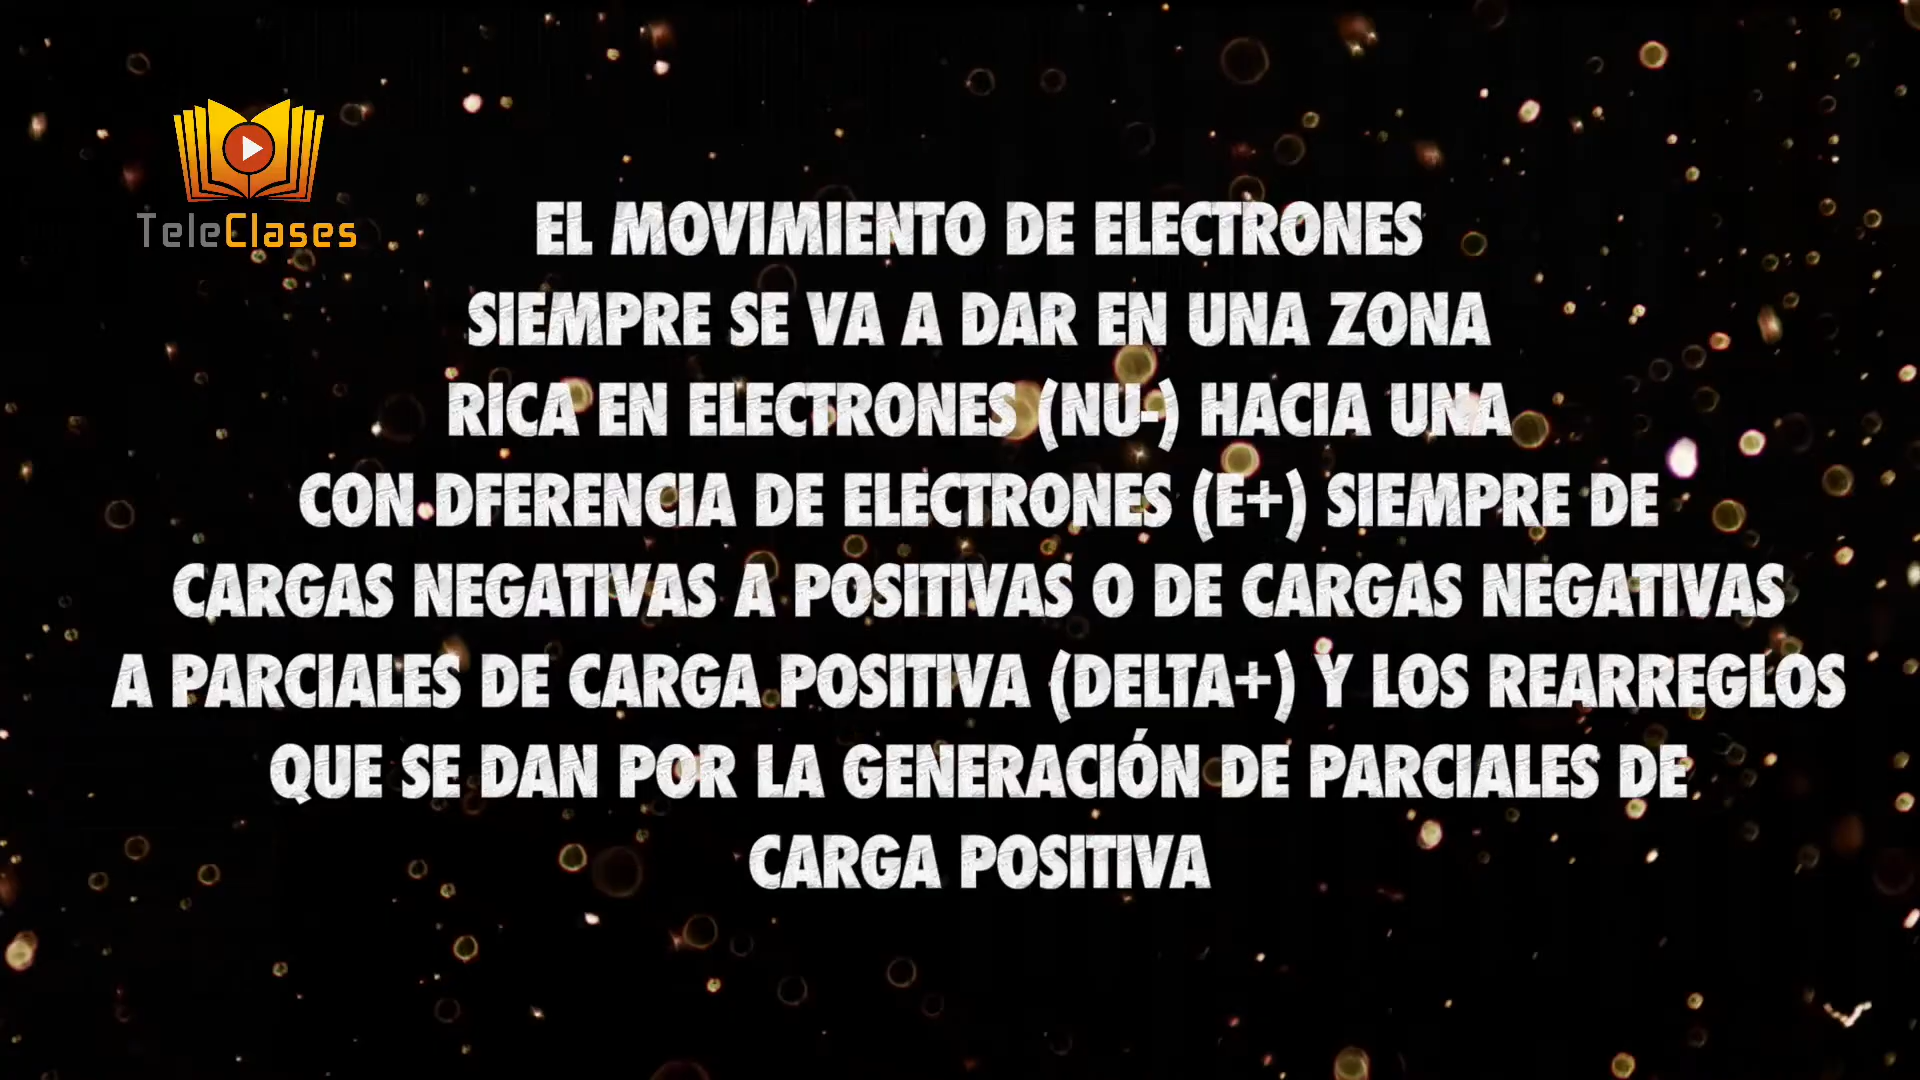 TeleClases
EL MOVIMIENTO DE ELECTRONES
SIEMPRE SE VA A DAR EN UNA ZONA
RICA EN ELECTRONES (NU-) HACIA UNA
CON DFERENCIA DE ELECTRONES (E+) SIEMPRE DE
CARGAS NEGATIVAS A POSITIVAS O DE CARGAS NEGATIVAS
A PARCIALES DE CARGA POSITIVA (DELTA+) Y LOS REARREGLOS
QUE SE DAN POR LA GENERACIÓN DE PARCIALES DE
CARGA POSITIVA